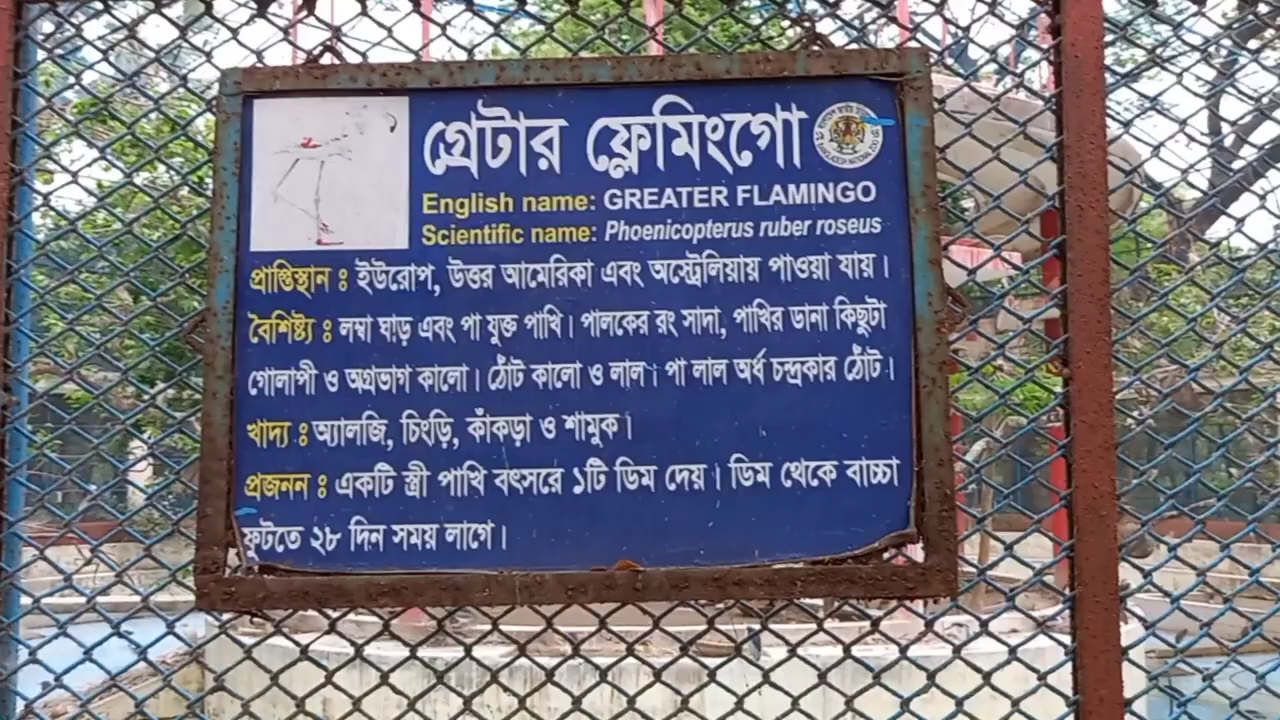 গ্রেটার ফ্লেমিংগো
English name: GREATER FLAMINGO
Scientific name: Phoenicopterus ruber roseus
প্রাপ্তিস্থান : ইউরোপ, উত্তর আমেরিকা এবং অস্ট্রেলিয়ায় পাওয়া যায়।
বৈশিষ্ট্য : লম্বা ঘাড় এবং পা যুক্ত পাখি। পালকের রং সাদা, পাখির ডানা কিছুটা
গোলাপী ও অগ্রভাগ কালো। ঠোঁট কালো ও লাল। পা লাল অর্ধ চন্দ্রকার ঠোঁট।
খাদ্য : অ্যালজি, চিংড়ি, কাঁকড়া ও শামুক।
প্রজনন : একটি স্ত্রী পাখি বৎসরে ১টি ডিম দেয়। ডিম থেকে বাচ্চা
ফুটতে ২৮ দিন সময় লাগে।